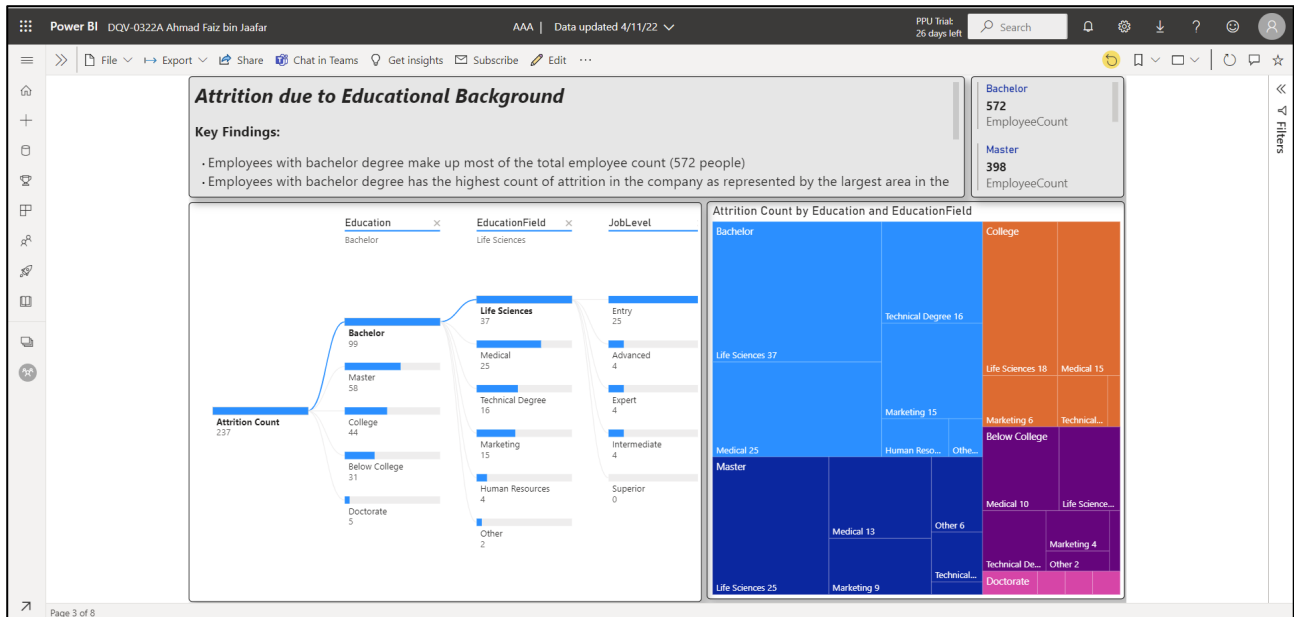 Power BI DQV-0322A Ahmad Faiz bin Jaafar
AAA | Data updated 4/11/22
PPU Trial:
26 days left
Search
File
Export
Share
Chat in Teams
Get insights
Subscribe
Edit
Filters
Attrition due to Educational Background
Key Findings:
• Employees with bachelor degree make up most of the total employee count (572 people)
• Employees with bachelor degree has the highest count of attrition in the company as represented by the largest area in the
Bachelor
572
EmployeeCount
Master
398
EmployeeCount
Education
Bachelor
EducationField
Life Sciences
JobLevel
Attrition Count
237
Bachelor
99
Master
58
College
44
Below College
31
Doctorate
5
Life Sciences
37
Medical
25
Technical Degree
16
Marketing
15
Human Resources
4
Other
2
Entry
25
Advanced
4
Expert
4
Intermediate
4
Superior
0
Attrition Count by Education and EducationField
Bachelor
Life Sciences 37
Medical 25
Technical Degree 16
Marketing 15
Human Reso...
Othe...
Master
Life Sciences 25
Medical 13
Marketing 9
Other 6
Technical...
College
Life Sciences 18
Medical 15
Marketing 6
Technical...
Below College
Medical 10
Life Science...
Technical De...
Marketing 4
Other 2
Doctorate
Page 3 of 8